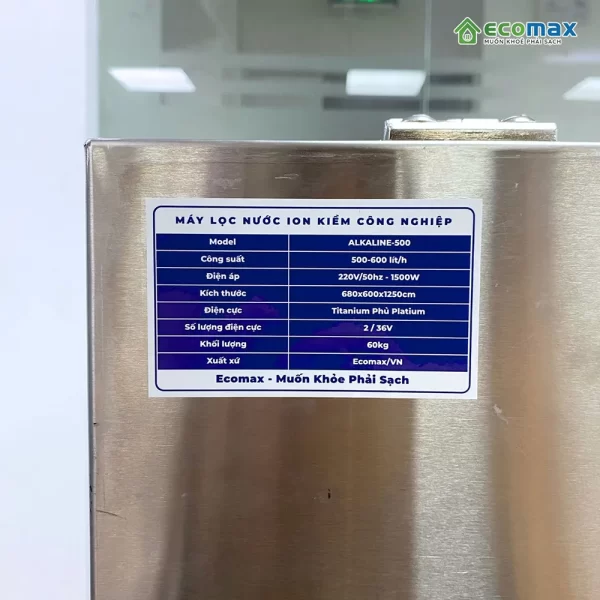 ecomax
MUỐN KHỎE PHẢI SẠCH
MÁY LỌC NƯỚC ION KIỀM CÔNG NGHIỆP
Model ALKALINE-500
Công suất 500-600 lít/h
Điện áp 220V/50hz - 1500W
Kích thước 680x600x1250cm
Điện cực Titanium Phủ Platium
Số lượng điện cực 2 / 36V
Khối lượng 60kg
Xuất xứ Ecomax/VN
Ecomax - Muốn Khỏe Phải Sạch